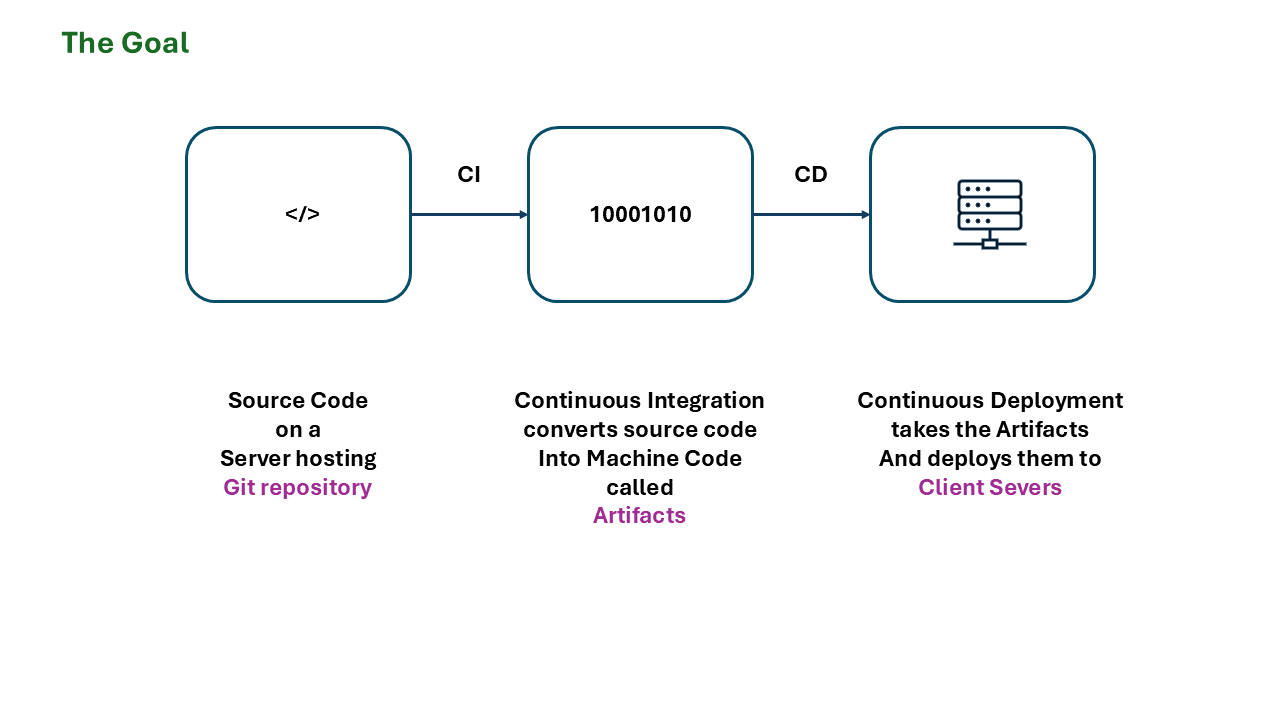 The Goal
CI
CD
</>
10001010
Source Code
on a
Server hosting
Git repository
Continuous Integration
converts source code
Into Machine Code
called
Artifacts
Continuous Deployment
takes the Artifacts
And deploys them to
Client Severs